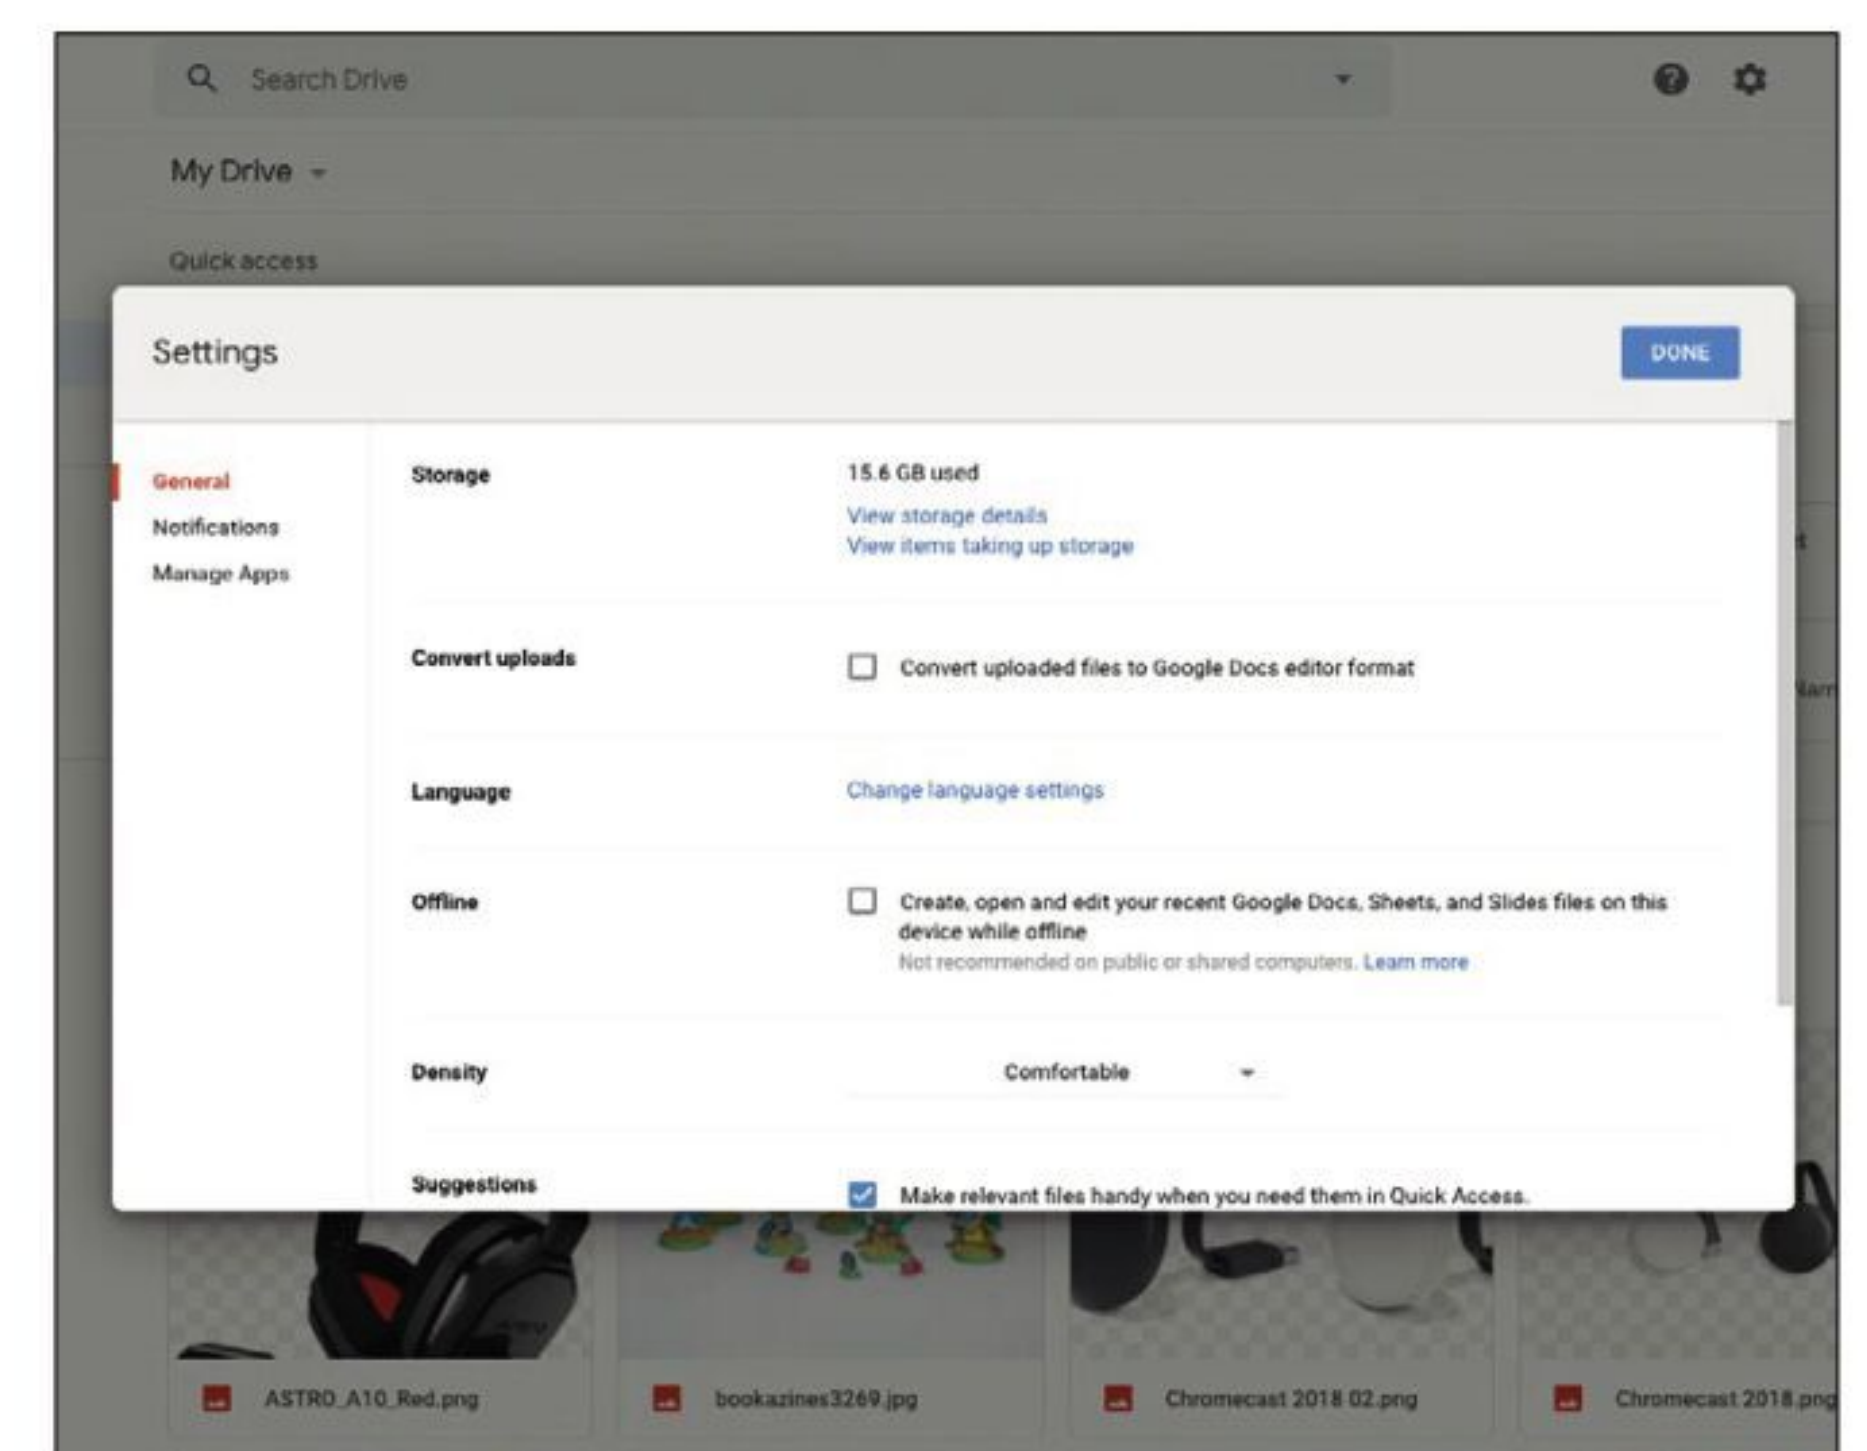 Search Drive
My Drive
Quick access
Settings
DONE
General
Notifications
Manage Apps
Storage
15.6 GB used
View storage details
View items taking up storage
Convert uploads
Convert uploaded files to Google Docs editor format
Language
Change language settings
Offline
Create, open and edit your recent Google Docs, Sheets, and Slides files on this
device while offline
Not recommended on public or shared computers. Learn more
Density
Comfortable
Suggestions
Make relevant files handy when you need them in Quick Access.
ASTRO_A10_Red.png
bookazines3269.jpg
Chromecast 2018 02.png
Chromecast 2018.png